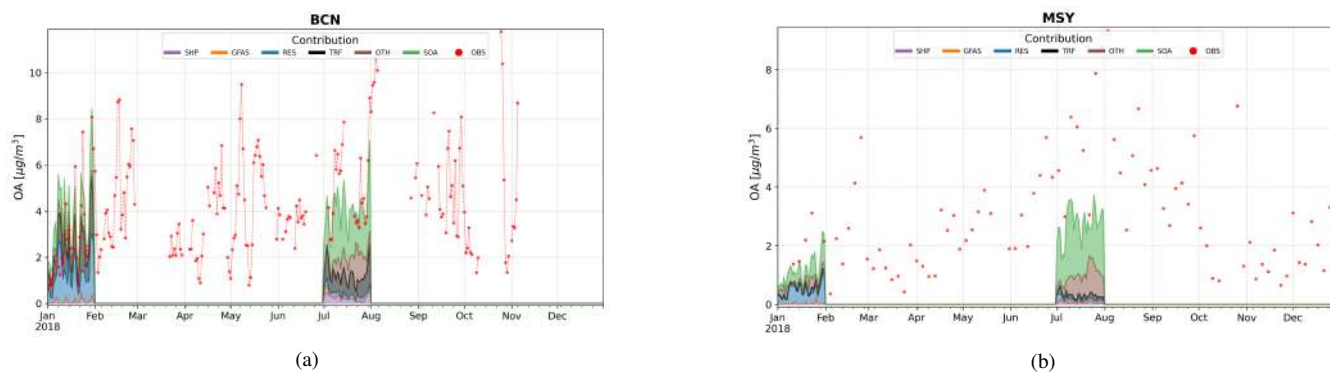 BCN
Contribution
SHP GFAS RES TRF OTH SOA OBS
OA [μg/m³]
10
8
6
4
2
0
Jan Feb Mar Apr May Jun Jul Aug Sep Oct Nov Dec
2018
(a)
MSY
Contribution
SHP GFAS RES TRF OTH SOA OBS
OA [μg/m³]
8
6
4
2
0
Jan Feb Mar Apr May Jun Jul Aug Sep Oct Nov Dec
2018
(b)